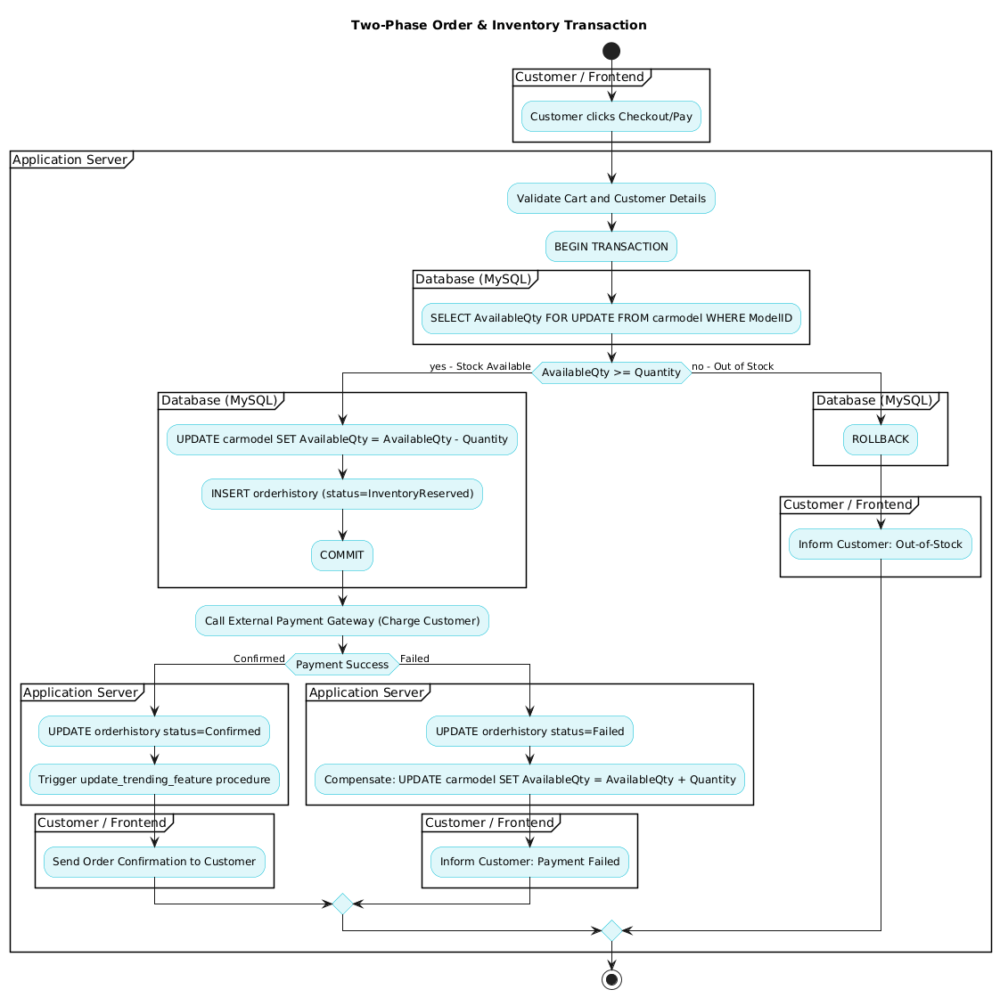 Two-Phase Order & Inventory Transaction
Customer / Frontend
Customer clicks Checkout/Pay
Application Server
Validate Cart and Customer Details
BEGIN TRANSACTION
Database (MySQL)
SELECT AvailableQty FOR UPDATE FROM carmodel WHERE ModelID
yes - Stock Available
AvailableQty >= Quantity
no - Out of Stock
Database (MySQL)
UPDATE carmodel SET AvailableQty = AvailableQty - Quantity
INSERT orderhistory (status=InventoryReserved)
COMMIT
Database (MySQL)
ROLLBACK
Customer / Frontend
Inform Customer: Out-of-Stock
Call External Payment Gateway (Charge Customer)
Confirmed
Payment Success
Failed
Application Server
UPDATE orderhistory status=Confirmed
Trigger update_trending_feature procedure
Customer / Frontend
Send Order Confirmation to Customer
Application Server
UPDATE orderhistory status=Failed
Compensate: UPDATE carmodel SET AvailableQty = AvailableQty + Quantity
Customer / Frontend
Inform Customer: Payment Failed